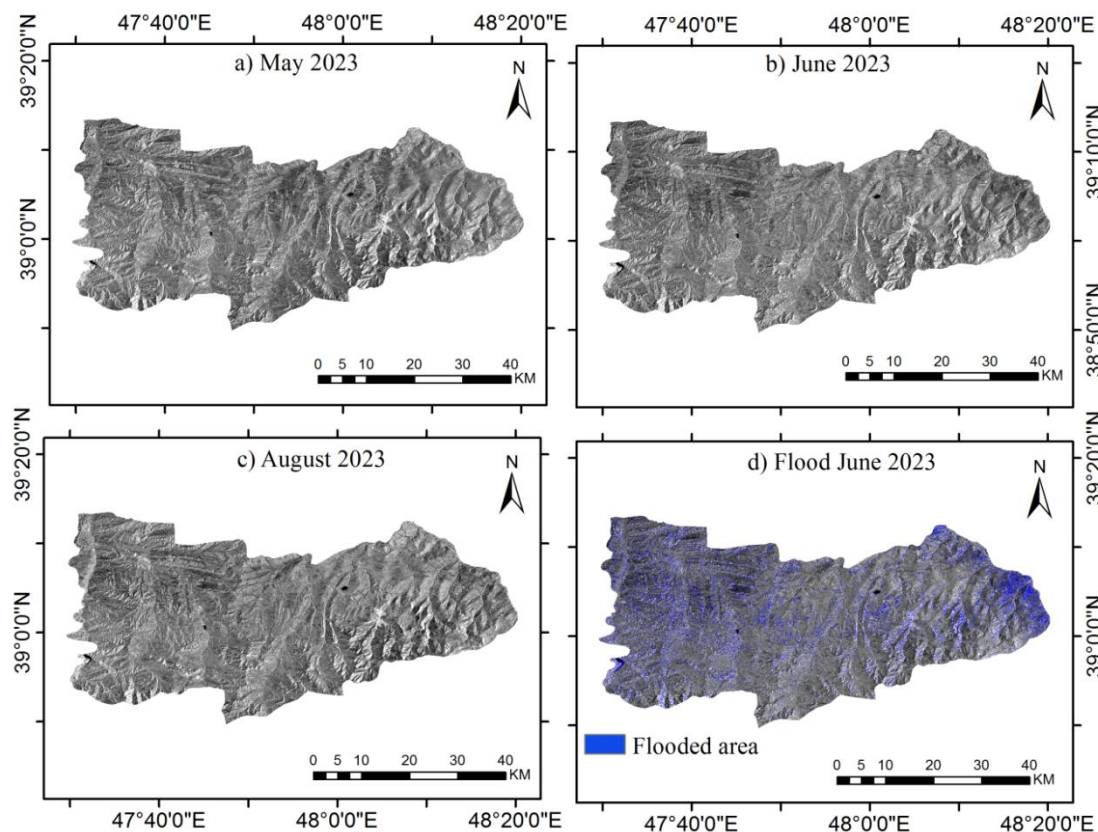 47°40'0"E 48°0'0"E 48°20'0"E
47°40'0"E 48°0'0"E 48°20'0"E
39°20'0"N
39°0'0"N
a) May 2023
N
0 5 10 20 30 40
KM
b) June 2023
N
0 5 10 20 30 40
KM
39°10'0"N
38°50'0"N
39°20'0"N
39°0'0"N
c) August 2023
N
0 5 10 20 30 40
KM
d) Flood June 2023
N
Flooded area
0 5 10 20 30 40
KM
39°20'0"N
39°0'0"N
47°40'0"E 48°0'0"E 48°20'0"E
47°40'0"E 48°0'0"E 48°20'0"E